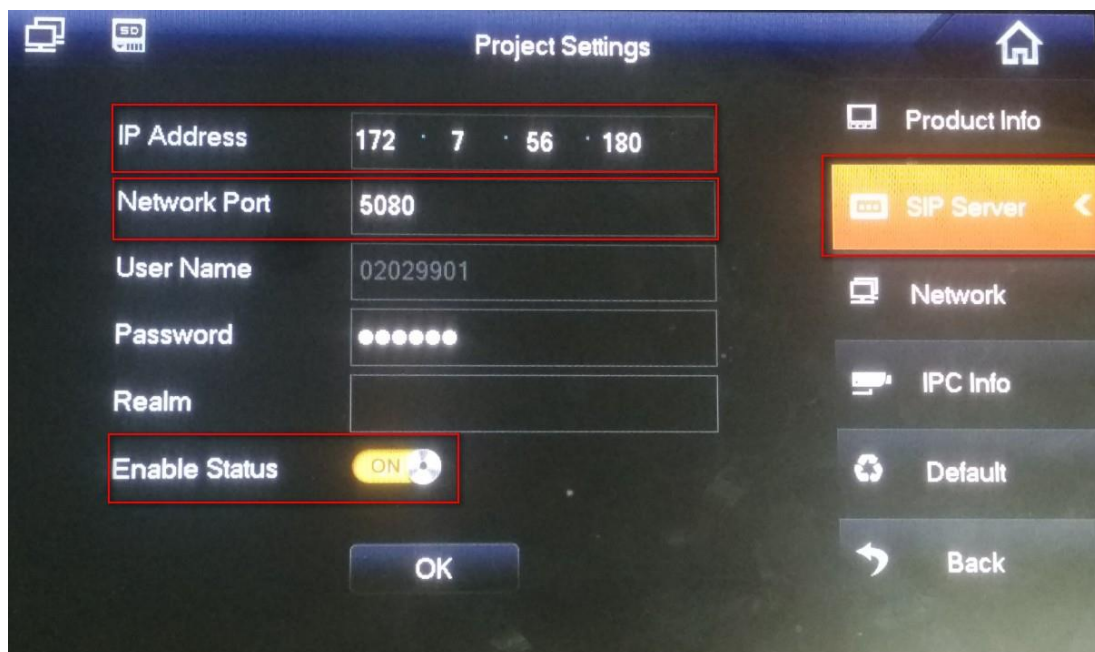 SD
Project Settings
IP Address 172 . 7 . 56 . 180
Network Port 5080
User Name 02029901
Password ●●●●●●
Realm
Enable Status ON
OK
Product Info
SIP Server
Network
IPC Info
Default
Back